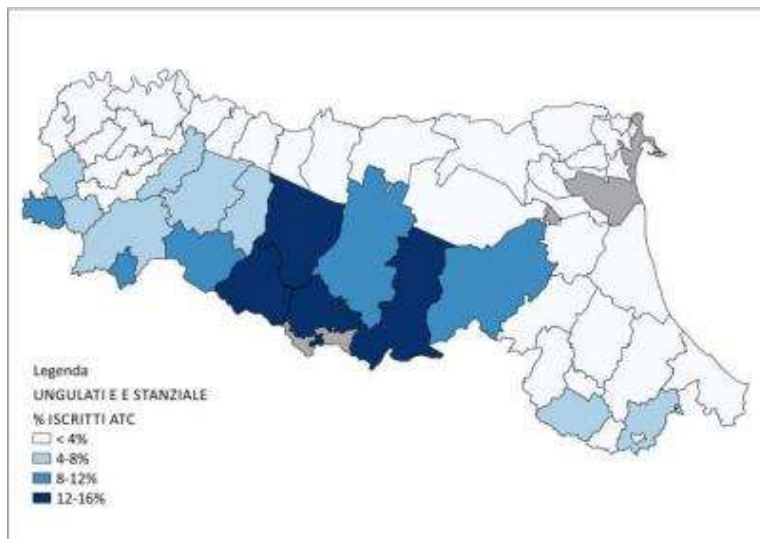 Legenda
UNGULATI E E STANZIALE
% ISCRITTI ATC
< 4%
4-8%
8-12%
12-16%